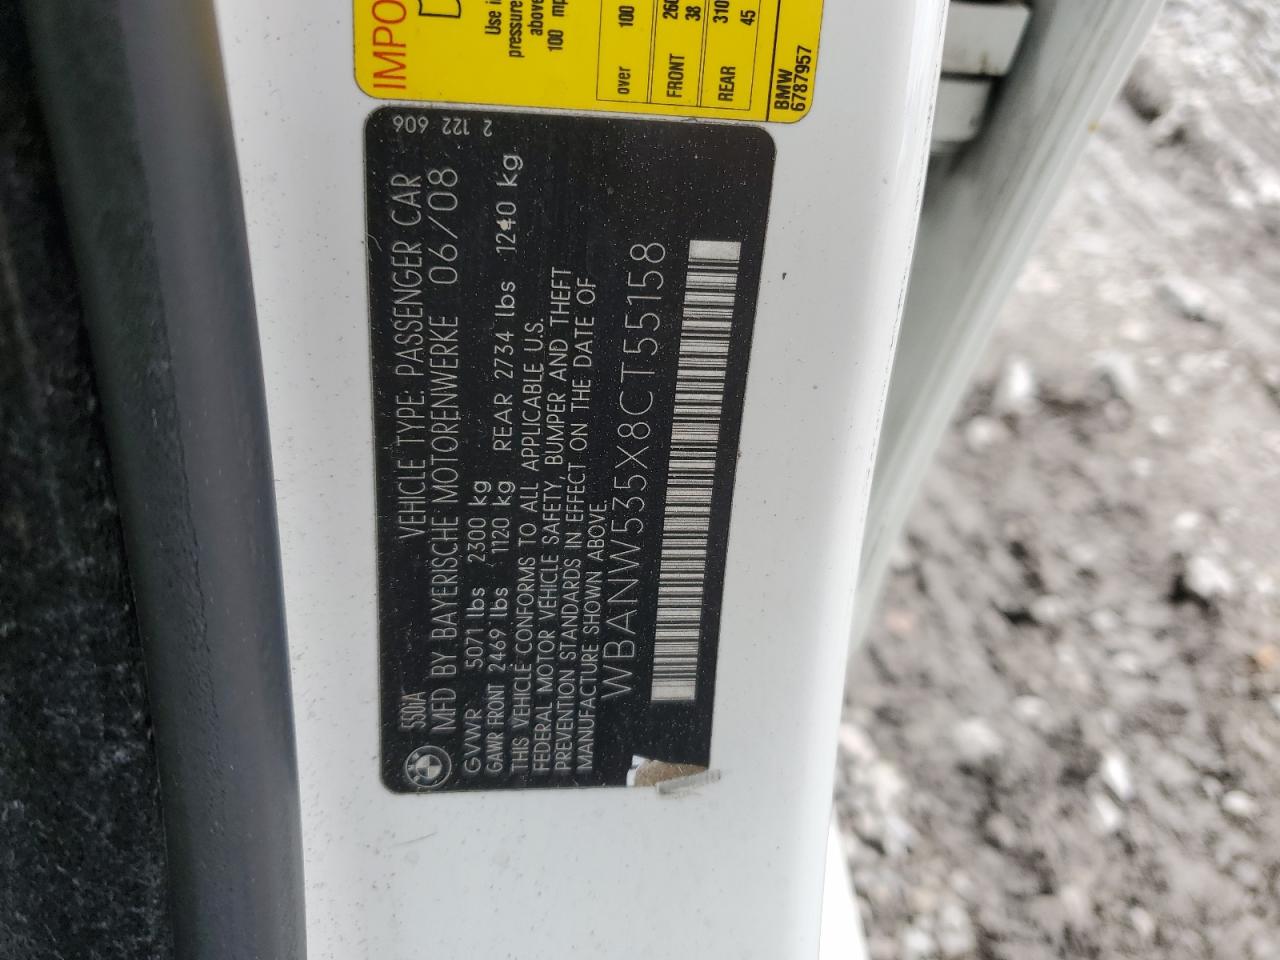 IMPO
Use i
pressure
above
100 mp
over 100
FRONT 38
REAR 310 45
BMW
6787957
530IA VEHICLE TYPE: PASSENGER CAR 606
MFD BY BAYERISCHE MOTORENWERKE 06/08 122
GVWR 5071 lbs 2300 kg 2
GAWR FRONT 2469 lbs 1120 kg REAR 2734 lbs 1240 kg
THIS VEHICLE CONFORMS TO ALL APPLICABLE U.S.
FEDERAL MOTOR VEHICLE SAFETY, BUMPER AND THEFT
PREVENTION STANDARDS IN EFFECT ON THE DATE OF
MANUFACTURE SHOWN ABOVE.
WBANW535X8CT55158